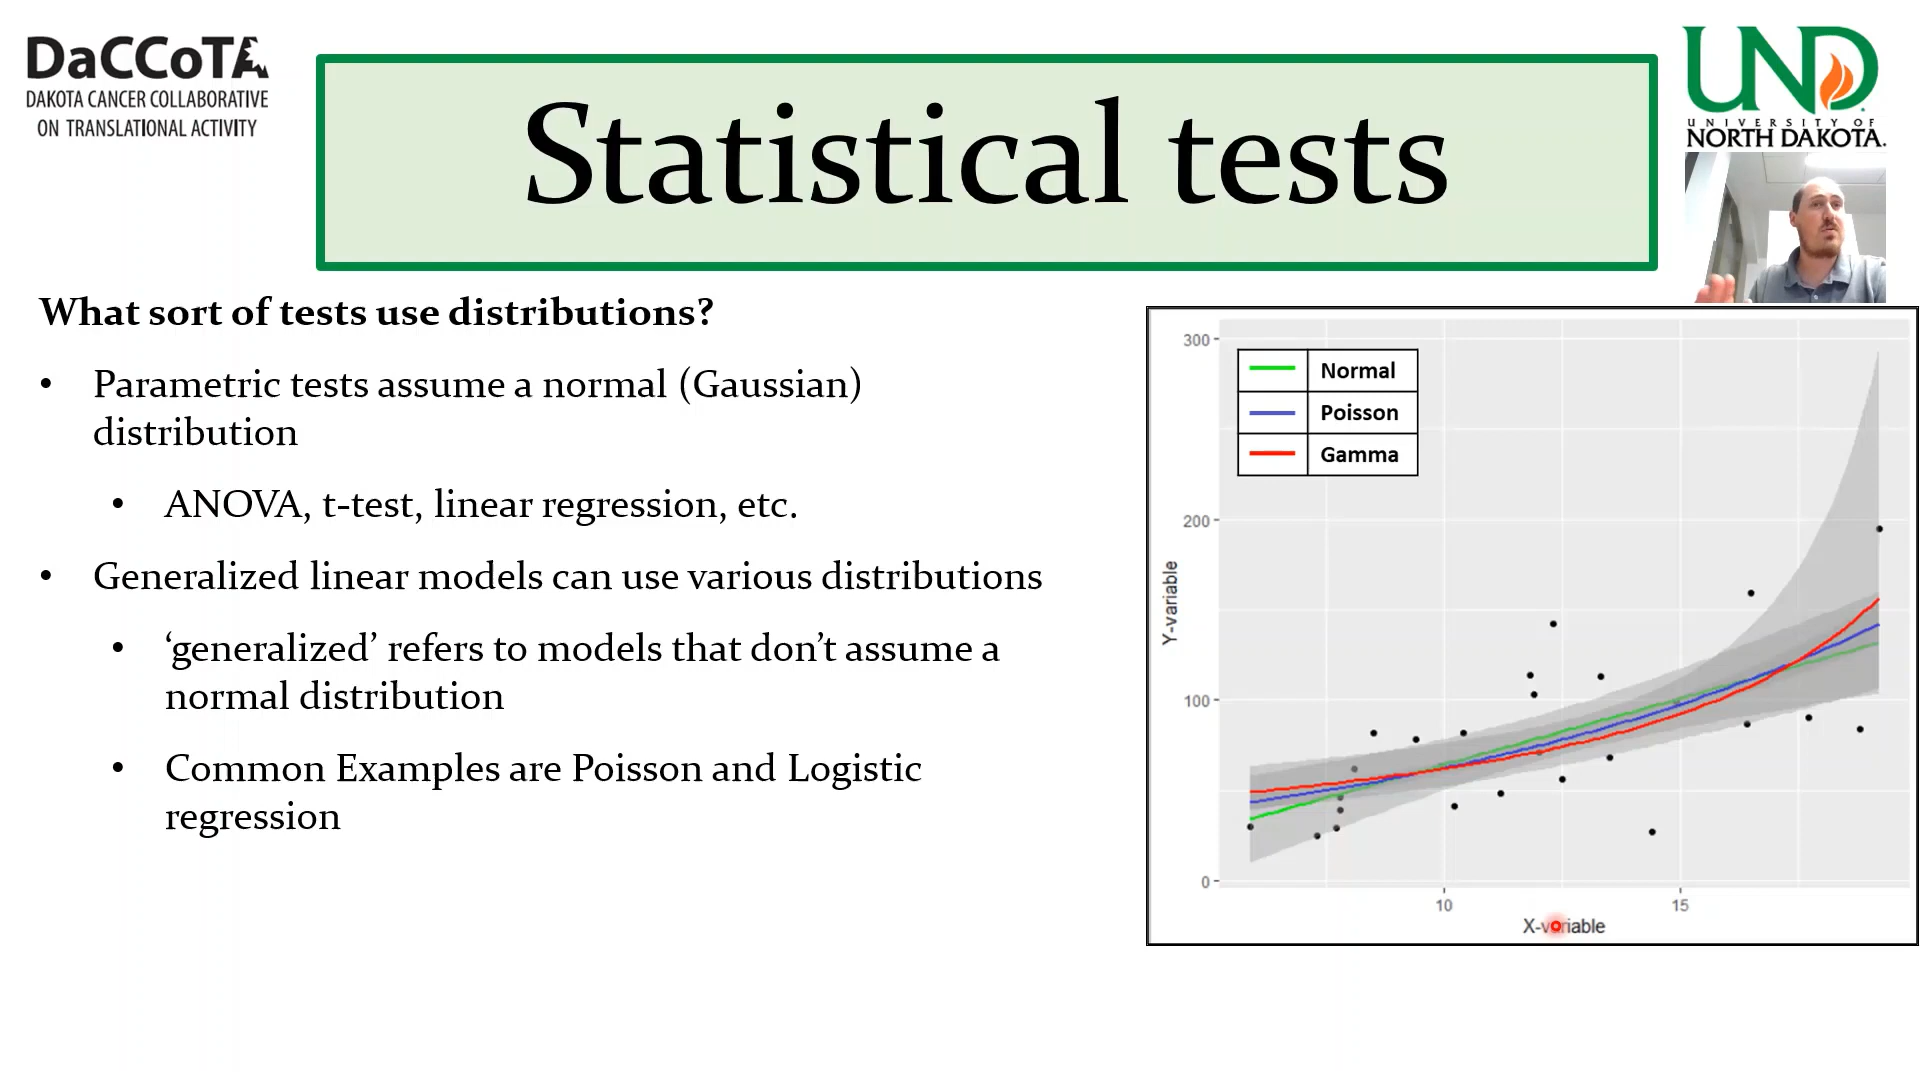 DaCCoTA
DAKOTA CANCER COLLABORATIVE
ON TRANSLATIONAL ACTIVITY
Statistical tests
UND
UNIVERSITY OF
NORTH DAKOTA.
What sort of tests use distributions?
• Parametric tests assume a normal (Gaussian)
distribution
• ANOVA, t-test, linear regression, etc.
• Generalized linear models can use various distributions
• ‘generalized’ refers to models that don’t assume a
normal distribution
• Common Examples are Poisson and Logistic
regression
Normal
Poisson
Gamma
300
200
100
0
Y-variable
10
15
X-variable